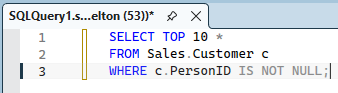 SQLQuery1.s...elton (53))*
1 SELECT TOP 10 *
2 FROM Sales.Customer c
3 WHERE c.PersonID IS NOT NULL;